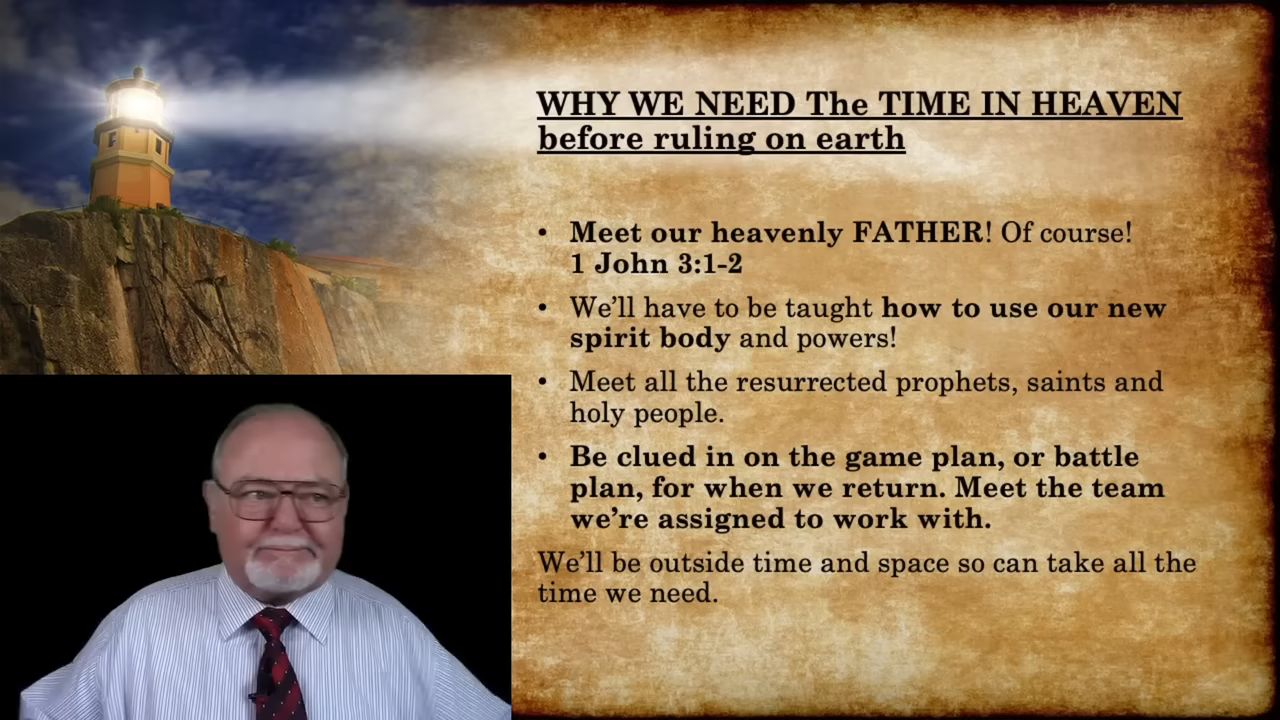 WHY WE NEED The TIME IN HEAVEN
before ruling on earth
• Meet our heavenly FATHER! Of course!
1 John 3:1-2
• We’ll have to be taught how to use our new
spirit body and powers!
• Meet all the resurrected prophets, saints and
holy people.
• Be clued in on the game plan, or battle
plan, for when we return. Meet the team
we’re assigned to work with.
We’ll be outside time and space so can take all the
time we need.